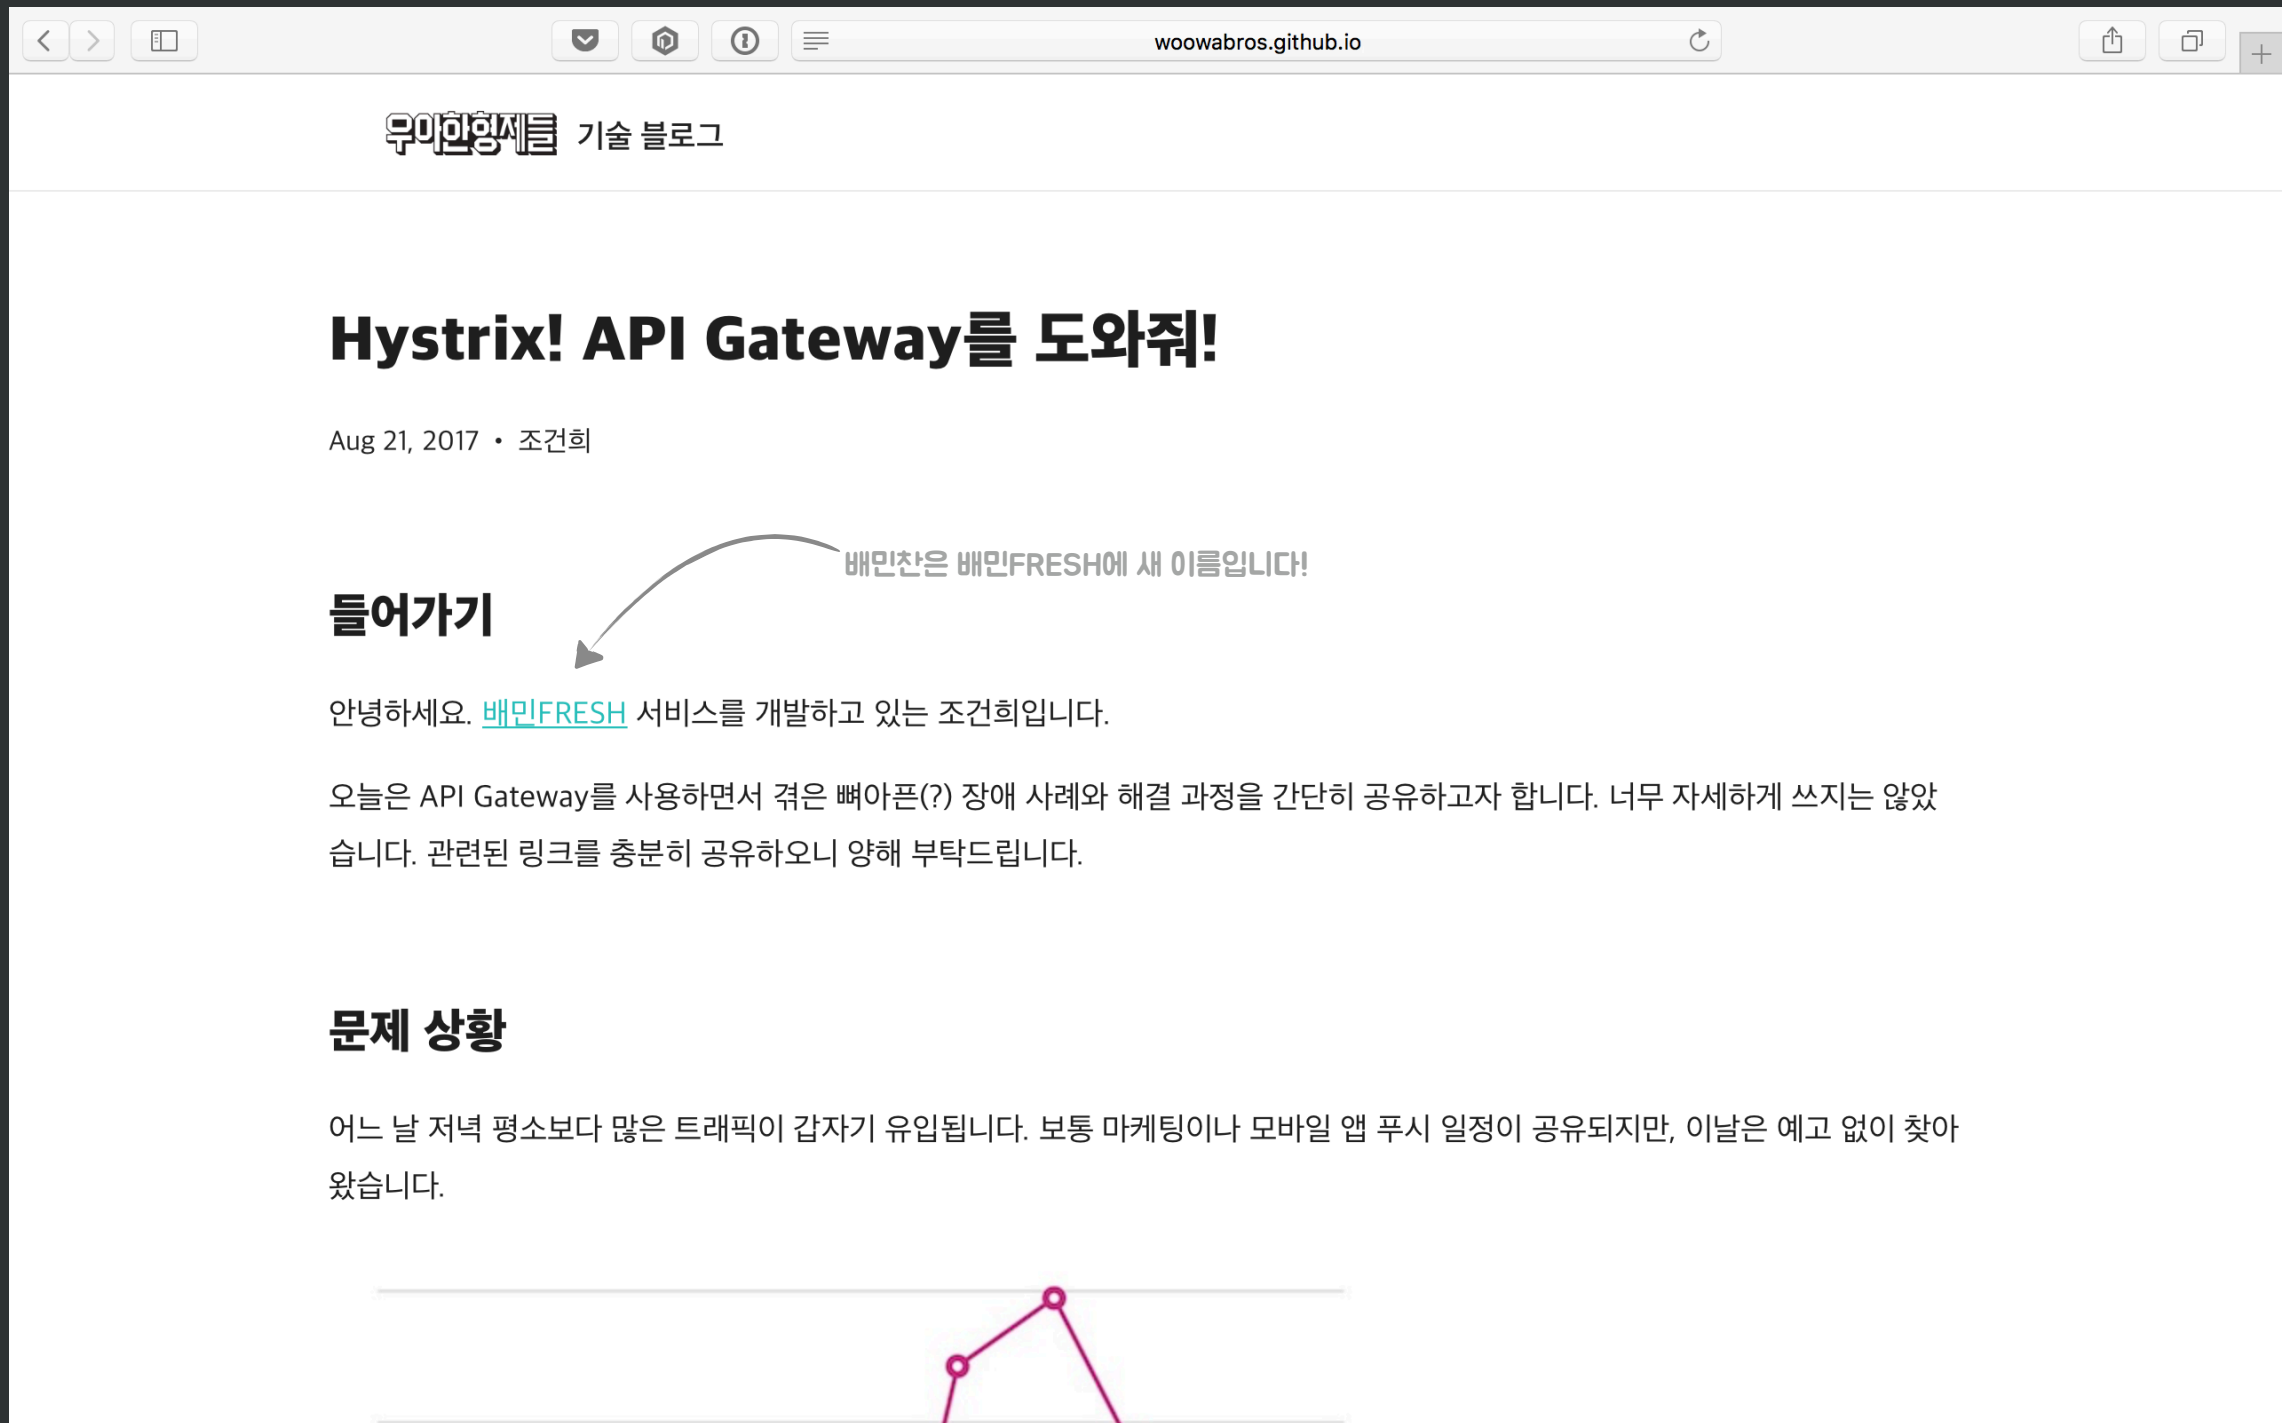 woowabros.github.io
우아한형제들 기술 블로그
Hystrix! API Gateway를 도와줘!
Aug 21, 2017 • 조건희
배민찬은 배민FRESH에 새 이름입니다!
들어가기
안녕하세요. 배민FRESH 서비스를 개발하고 있는 조건희입니다.
오늘은 API Gateway를 사용하면서 겪은 뼈아픈(?) 장애 사례와 해결 과정을 간단히 공유하고자 합니다. 너무 자세하게 쓰지는 않았
습니다. 관련된 링크를 충분히 공유하오니 양해 부탁드립니다.
문제 상황
어느 날 저녁 평소보다 많은 트래픽이 갑자기 유입됩니다. 보통 마케팅이나 모바일 앱 푸시 일정이 공유되지만, 이날은 예고 없이 찾아
왔습니다.